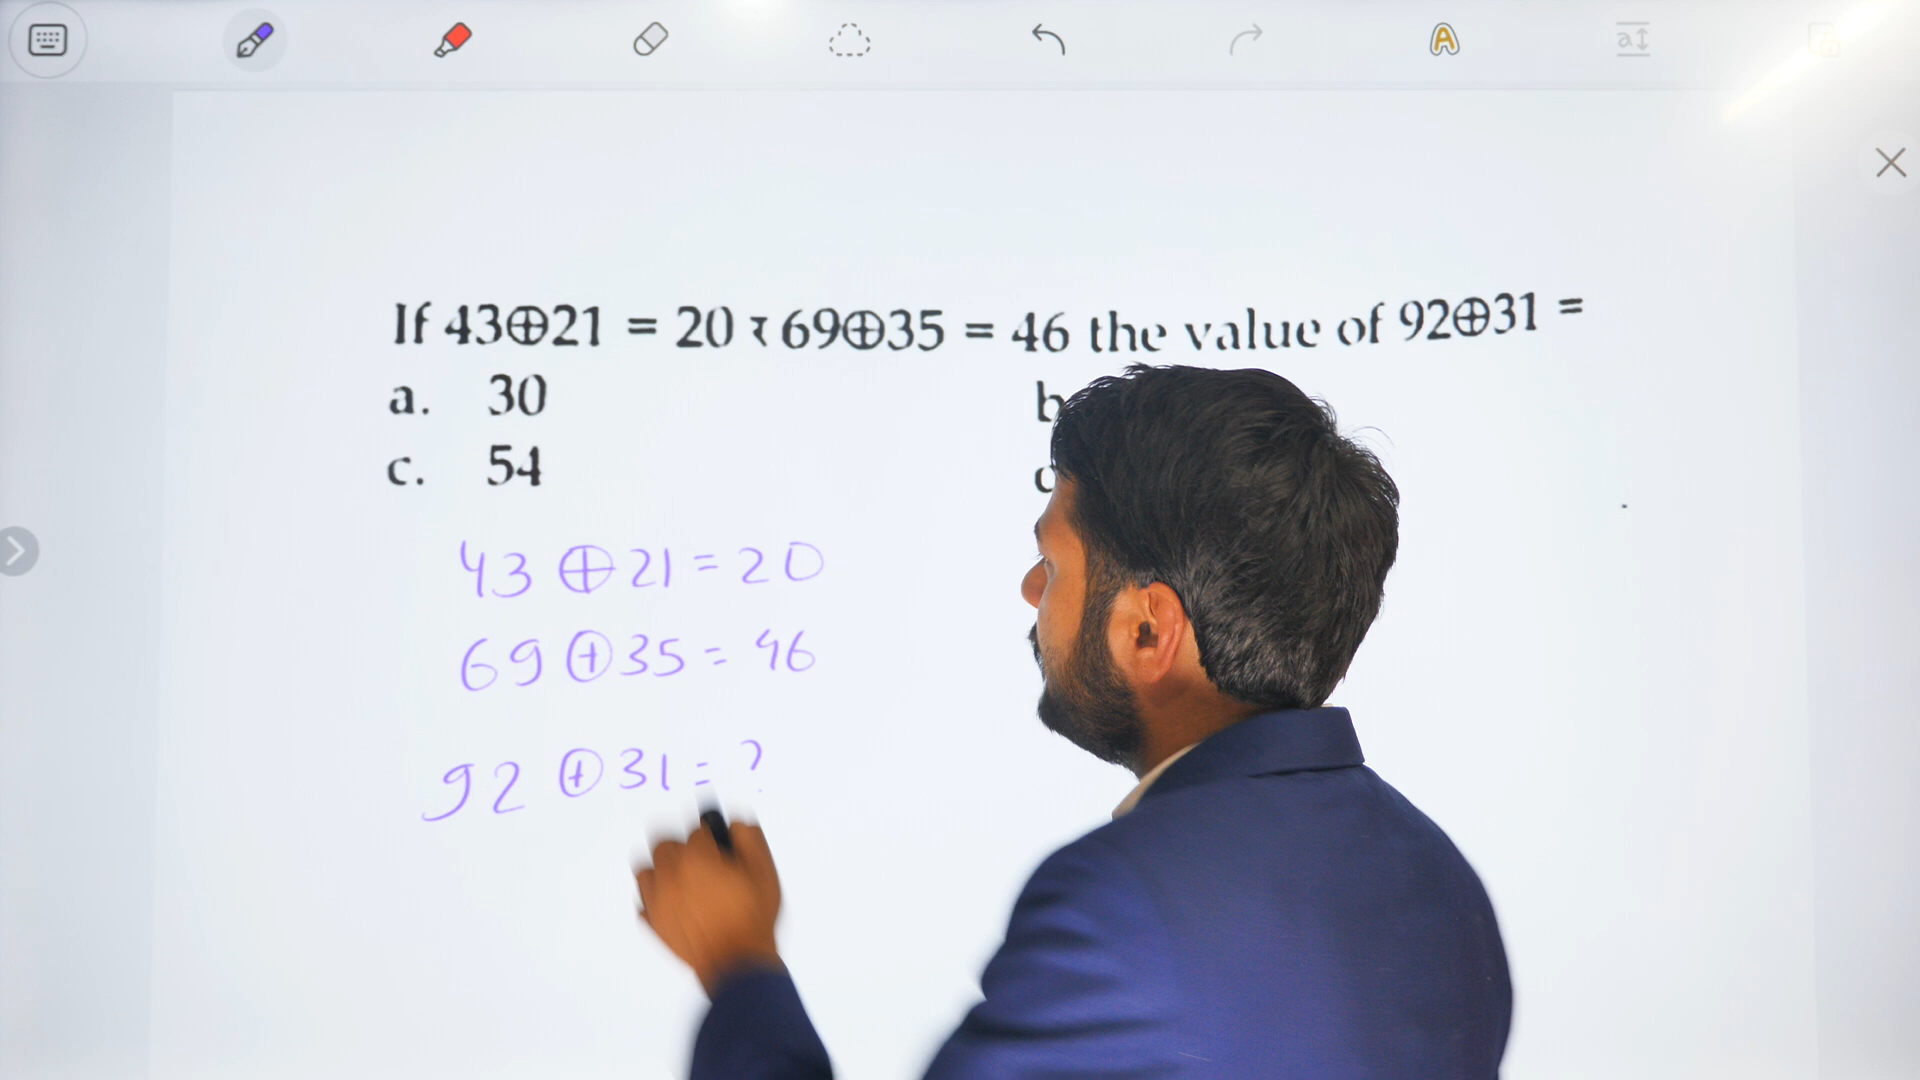 If 43⊕21 = 20 र 69⊕35 = 46 the value of 92⊕31 =
a. 30 b
c. 54
43 ⊕ 21 = 20
69 ⊕ 35 = 46
92 ⊕ 31 = ?